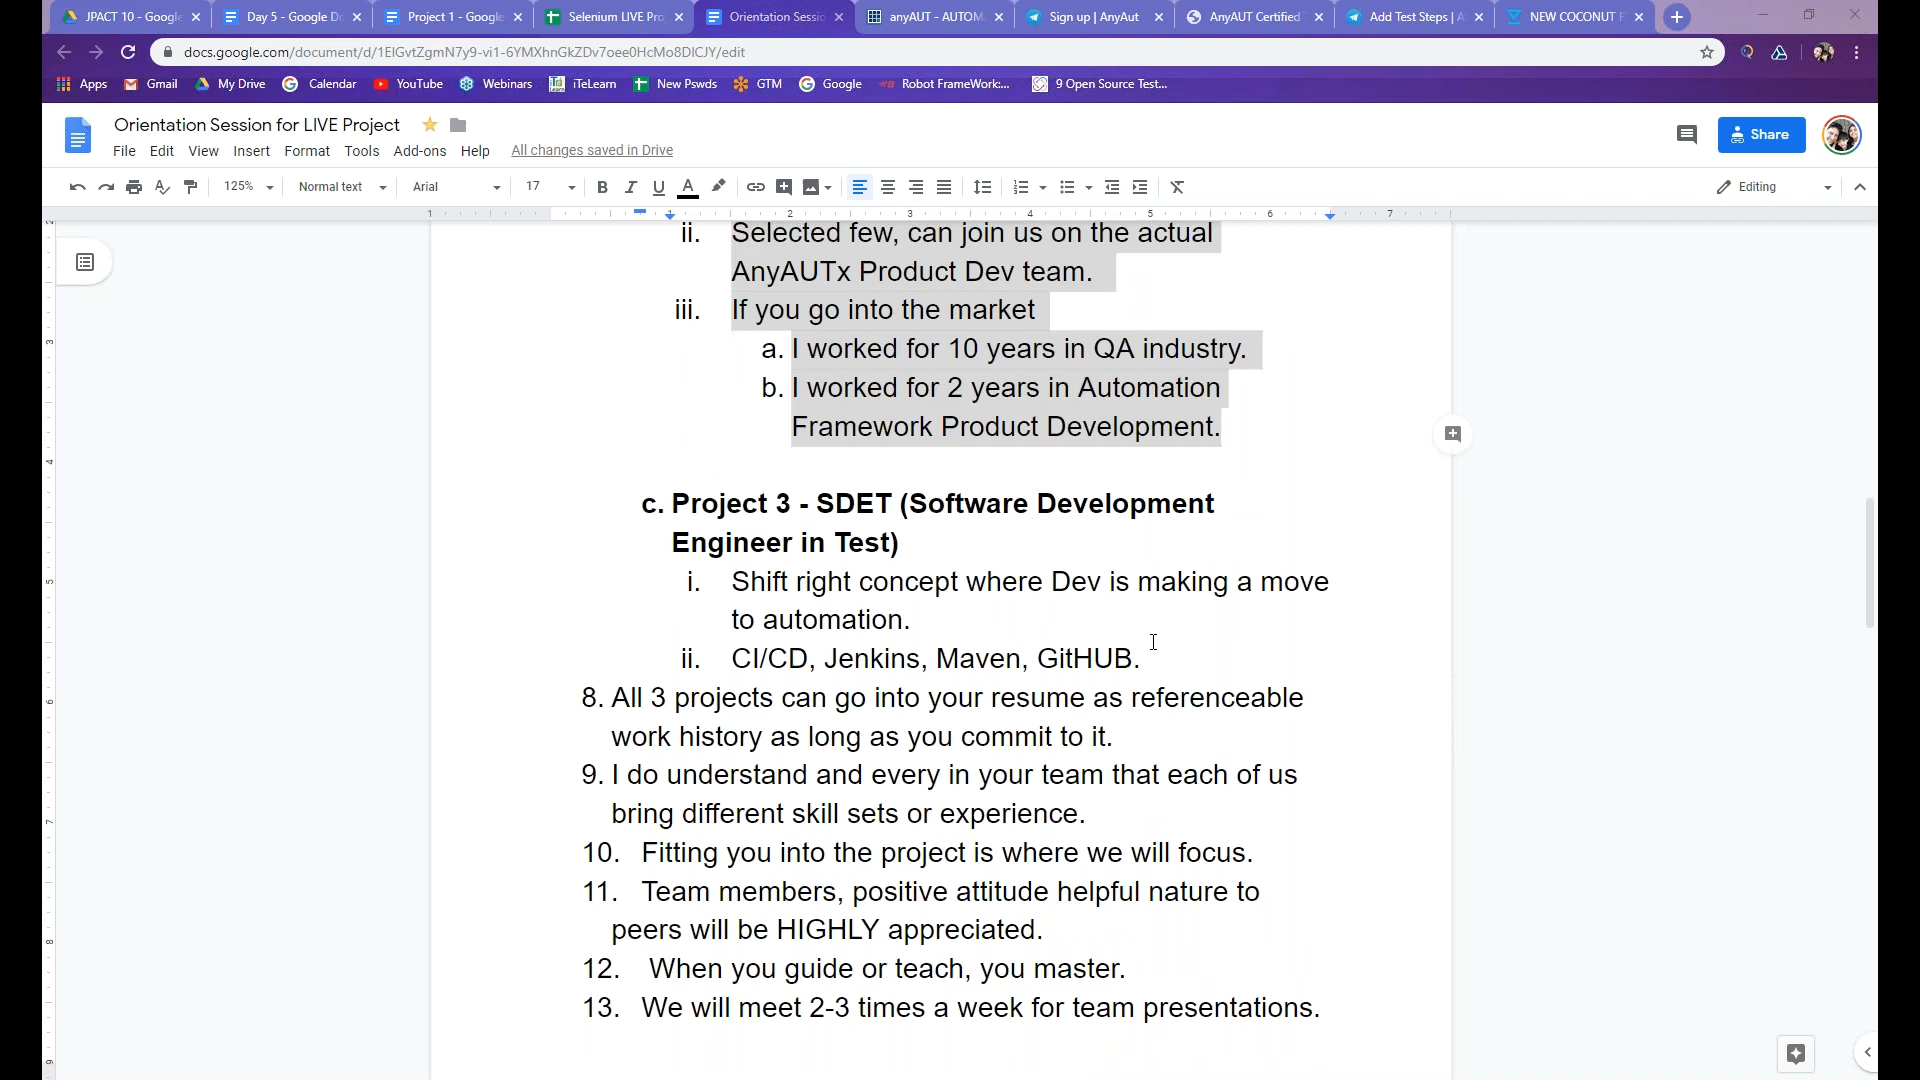 JPACT 10 - Google
Day 5 - Google Do
Project 1 - Google
Selenium LIVE Pro
Orientation Sessio
anyAUT - AUTOM
Sign up | AnyAut
AnyAUT Certified
Add Test Steps | A
NEW COCONUT F
docs.google.com/document/d/1ElGvtZgmN7y9-vi1-6YMXhnGkZDv7oee0HcMo8DICJY/edit
Apps
Gmail
My Drive
Calendar
YouTube
Webinars
iTeLearn
New Pswds
GTM
Google
Robot FrameWork:...
9 Open Source Test...
Orientation Session for LIVE Project
Share
File Edit View Insert Format Tools Add-ons Help All changes saved in Drive
125% Normal text Arial 17 Editing
1 1 2 3 4 5 6 7
ii. Selected few, can join us on the actual
AnyAUTx Product Dev team.
iii. If you go into the market
a. I worked for 10 years in QA industry.
b. I worked for 2 years in Automation
Framework Product Development.
c. Project 3 - SDET (Software Development
Engineer in Test)
i. Shift right concept where Dev is making a move
to automation.
ii. CI/CD, Jenkins, Maven, GitHUB.
8. All 3 projects can go into your resume as referenceable
work history as long as you commit to it.
9. I do understand and every in your team that each of us
bring different skill sets or experience.
10. Fitting you into the project is where we will focus.
11. Team members, positive attitude helpful nature to
peers will be HIGHLY appreciated.
12. When you guide or teach, you master.
13. We will meet 2-3 times a week for team presentations.